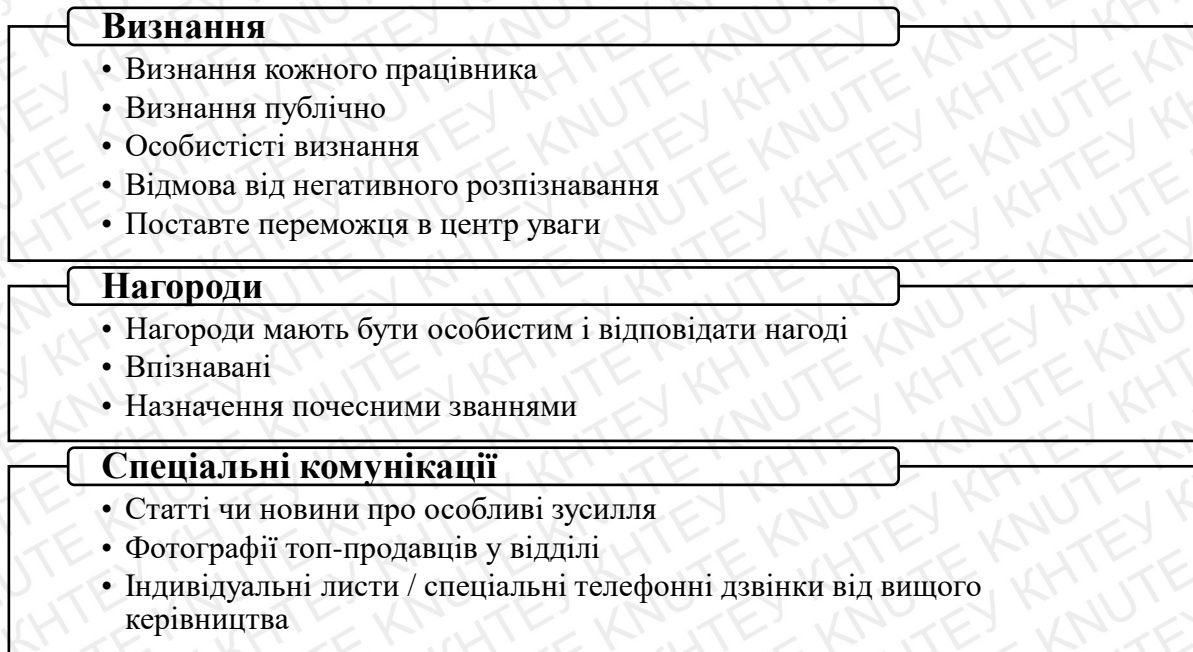 Визнання
• Визнання кожного працівника
• Визнання публічно
• Особистісті визнання
• Відмова від негативного розпізнавання
• Поставте переможця в центр уваги
Нагороди
• Нагороди мають бути особистим і відповідати нагоді
• Впізнавані
• Назначення почесними званнями
Спеціальні комунікації
• Статті чи новини про особливі зусилля
• Фотографії топ-продавців у відділі
• Індивідуальні листи / спеціальні телефонні дзвінки від вищого
керівництва